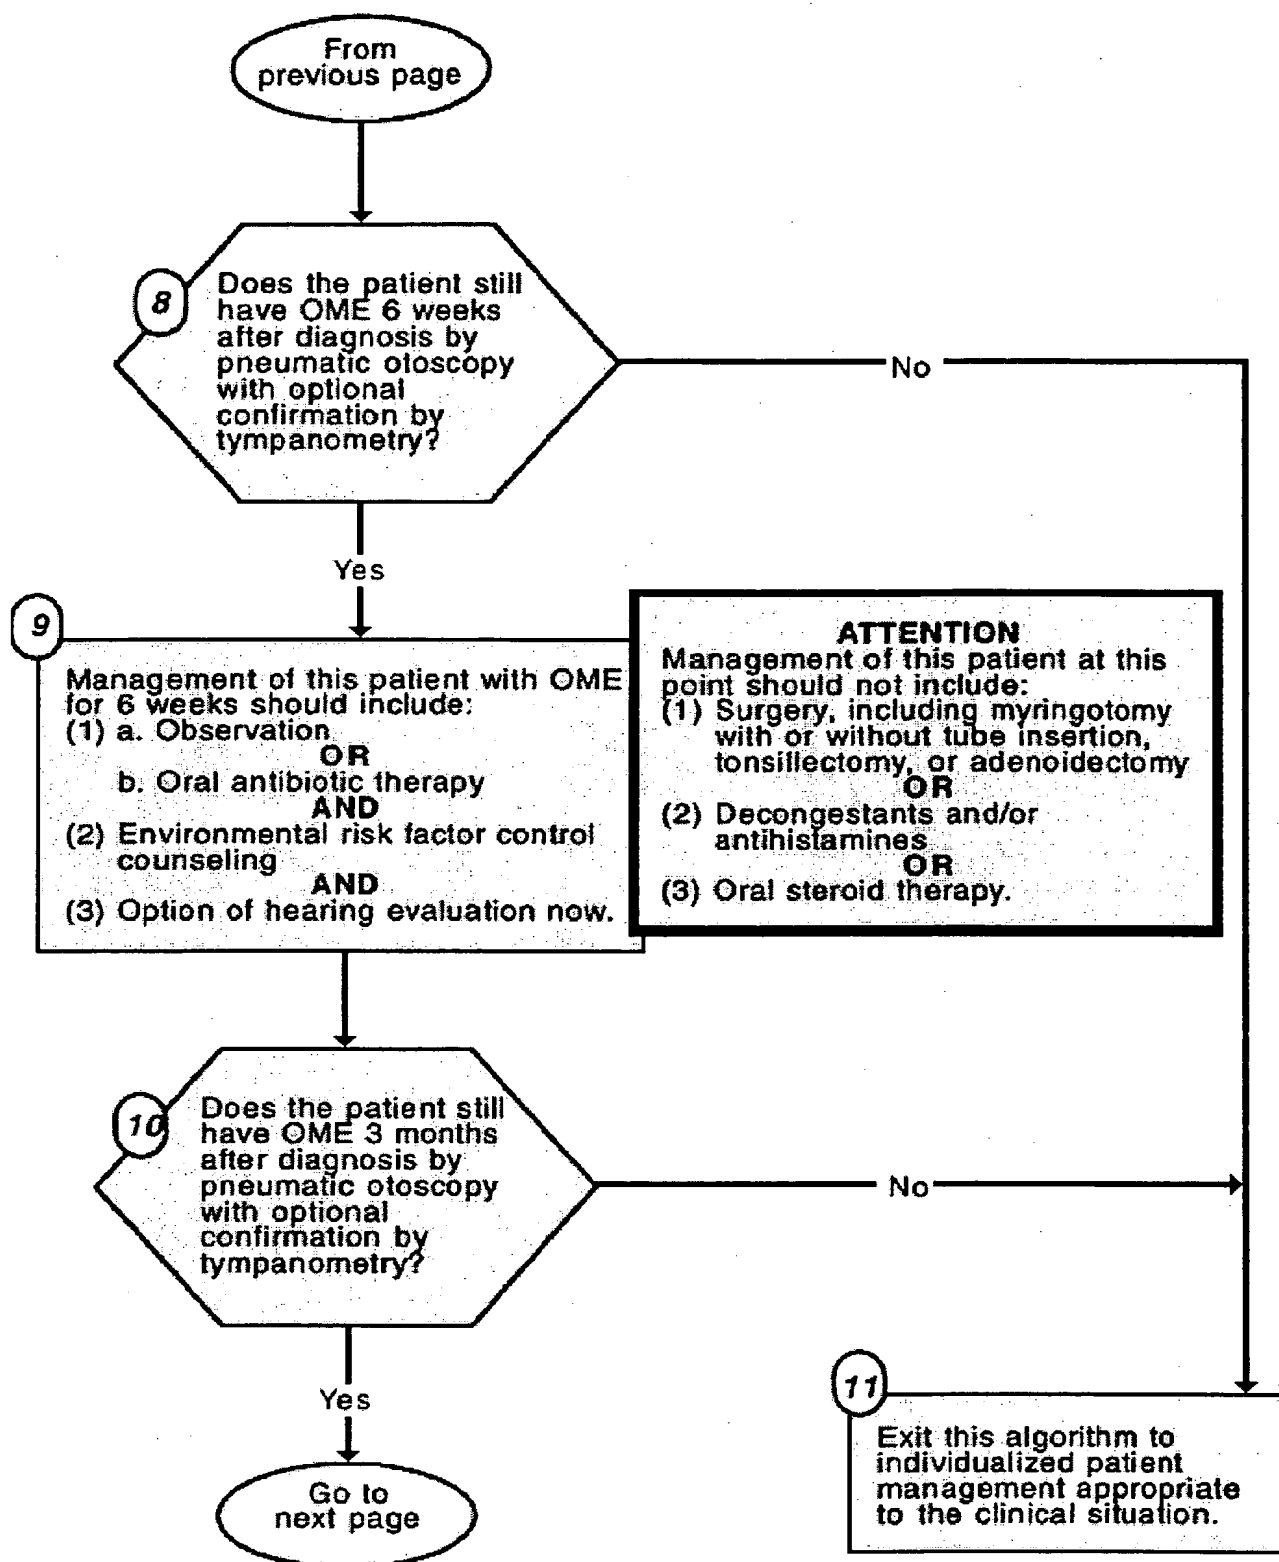 From
previous page
8
Does the patient still
have OME 6 weeks
after diagnosis by
pneumatic otoscopy
with optional
confirmation by
tympanometry?
No
Yes
9
Management of this patient with OME
for 6 weeks should include:
(1) a. Observation
OR
b. Oral antibiotic therapy
AND
(2) Environmental risk factor control
counseling
AND
(3) Option of hearing evaluation now.
ATTENTION
Management of this patient at this
point should not include:
(1) Surgery, including myringotomy
with or without tube insertion,
tonsillectomy, or adenoidectomy
OR
(2) Decongestants and/or
antihistamines
OR
(3) Oral steroid therapy.
10
Does the patient still
have OME 3 months
after diagnosis by
pneumatic otoscopy
with optional
confirmation by
tympanometry?
No
Yes
Go to
next page
11
Exit this algorithm to
individualized patient
management appropriate
to the clinical situation.